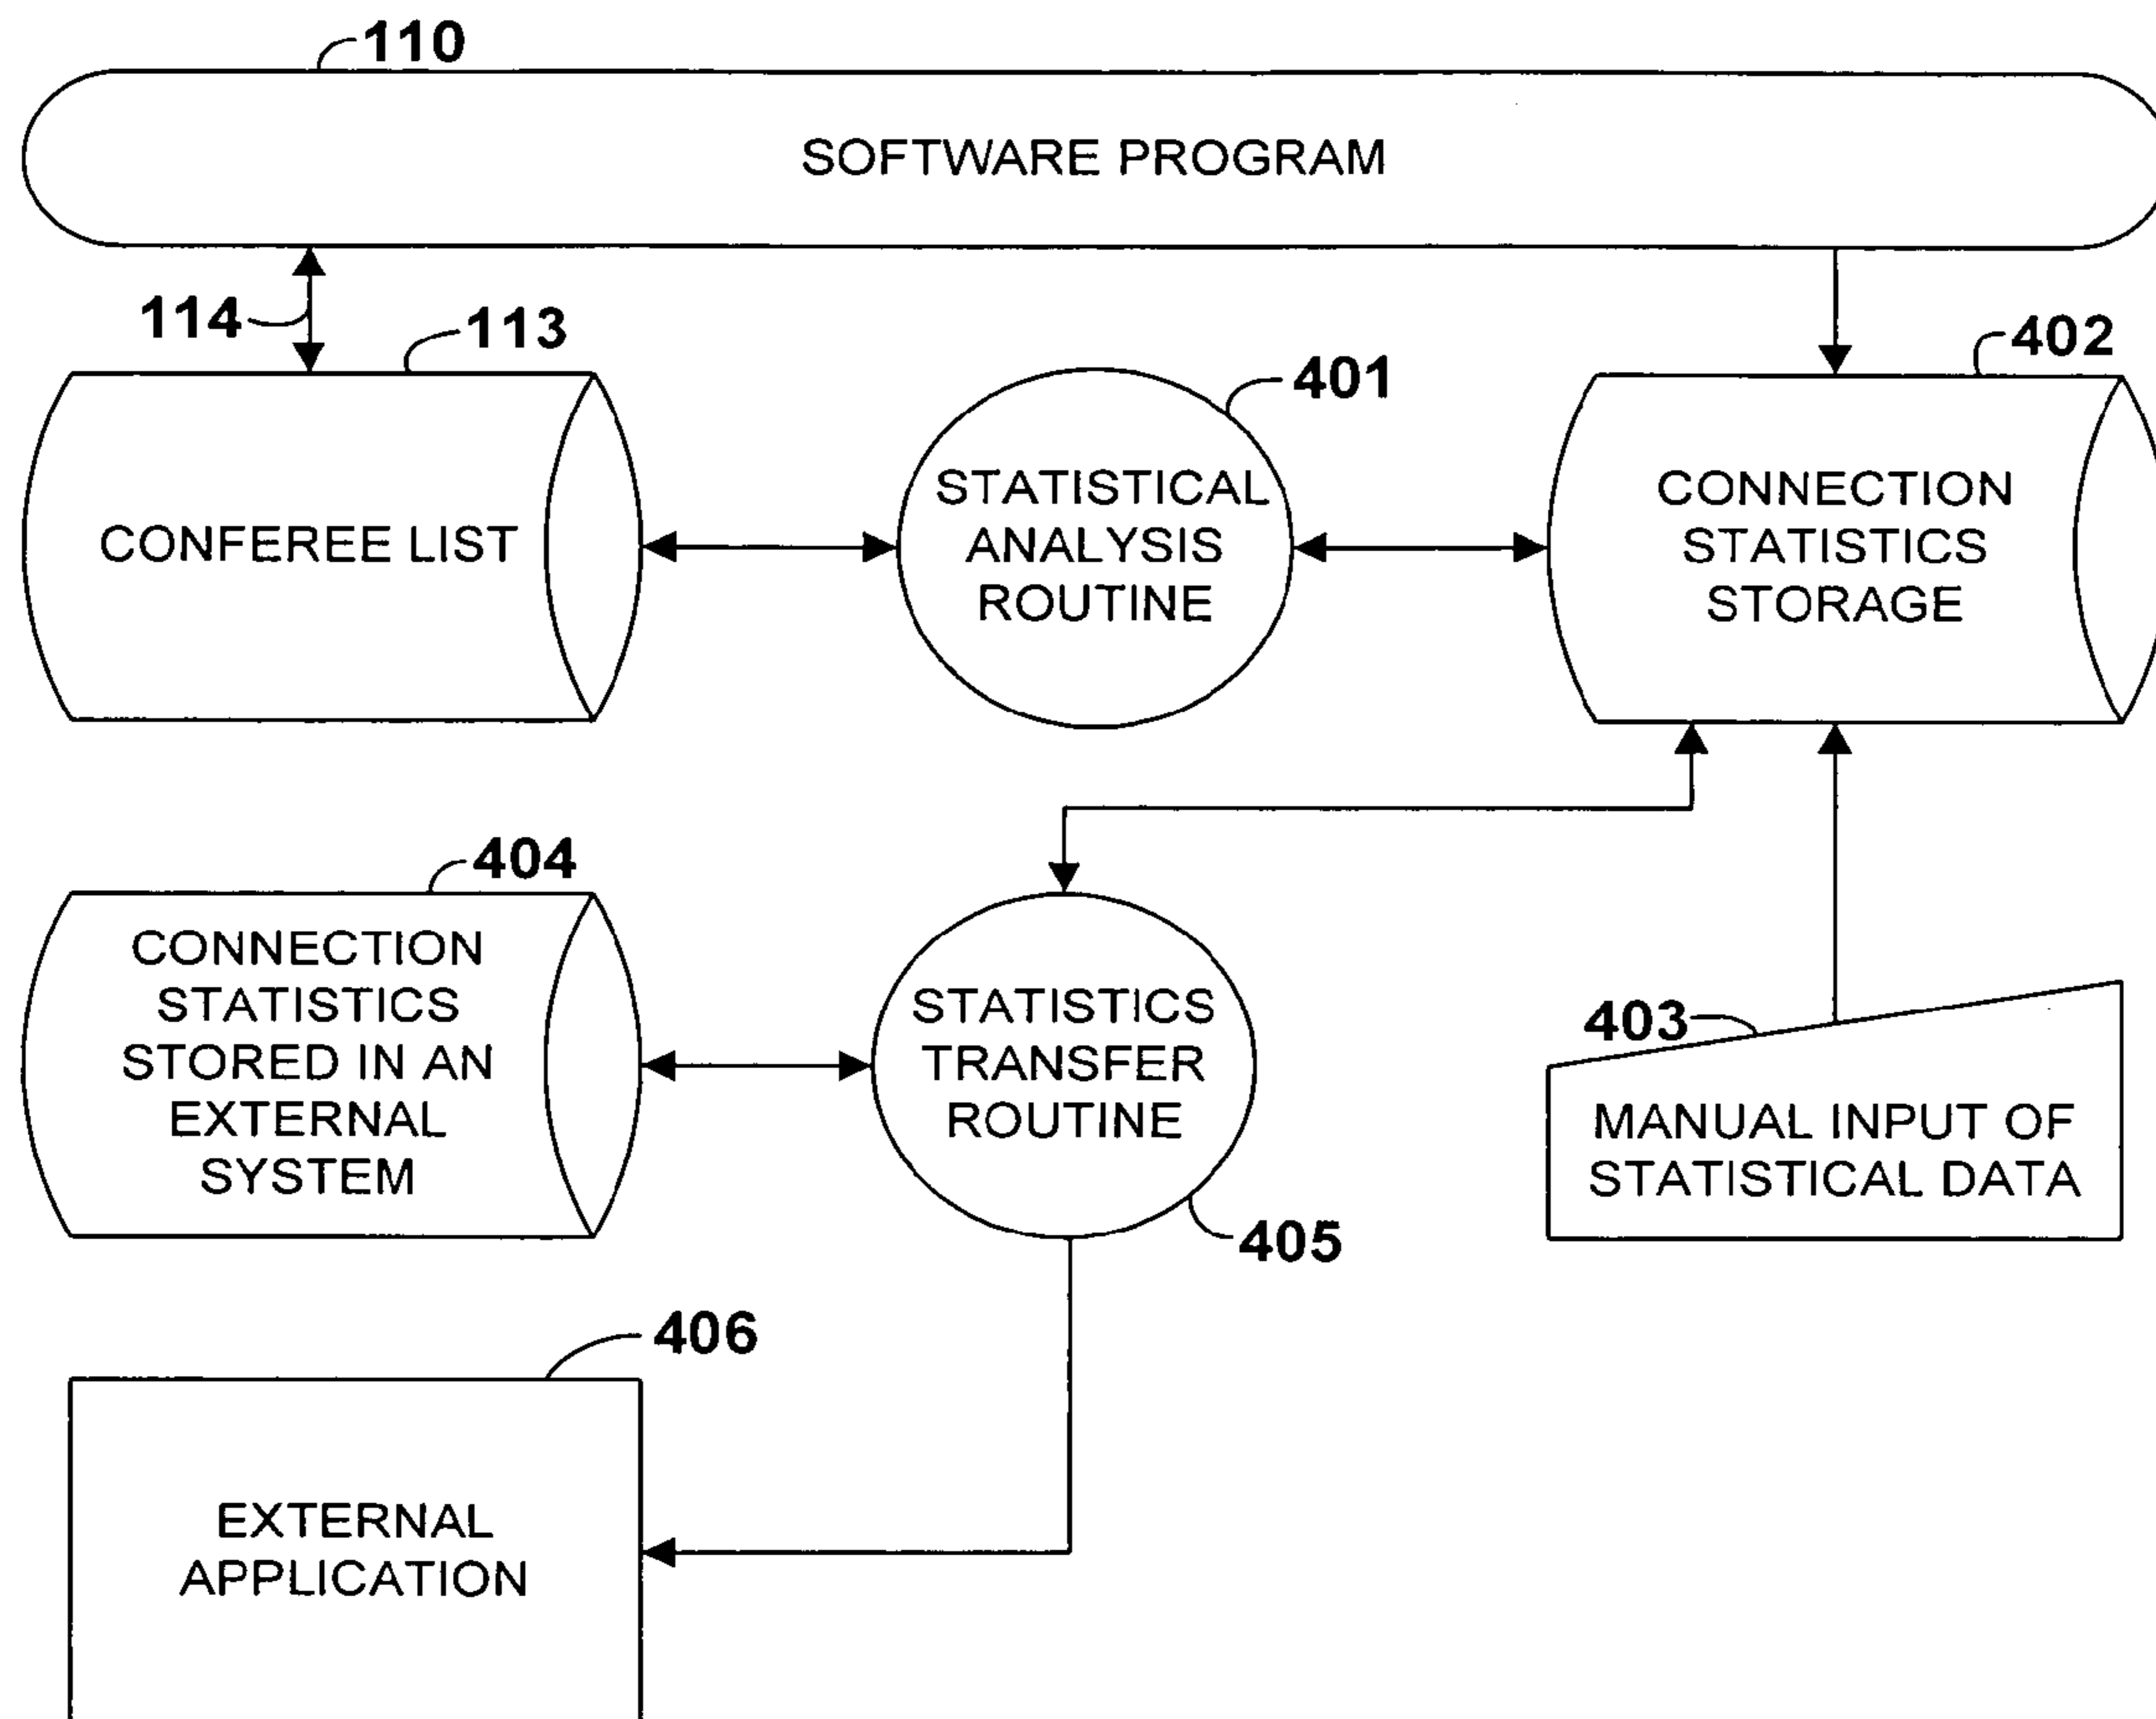 110
SOFTWARE PROGRAM
114
113
402
401
CONFEREE LIST
STATISTICAL
ANALYSIS
ROUTINE
CONNECTION
STATISTICS
STORAGE
404
CONNECTION
STATISTICS
STORED IN AN
EXTERNAL
SYSTEM
STATISTICS
TRANSFER
ROUTINE
405
403
MANUAL INPUT OF
STATISTICAL DATA
406
EXTERNAL
APPLICATION